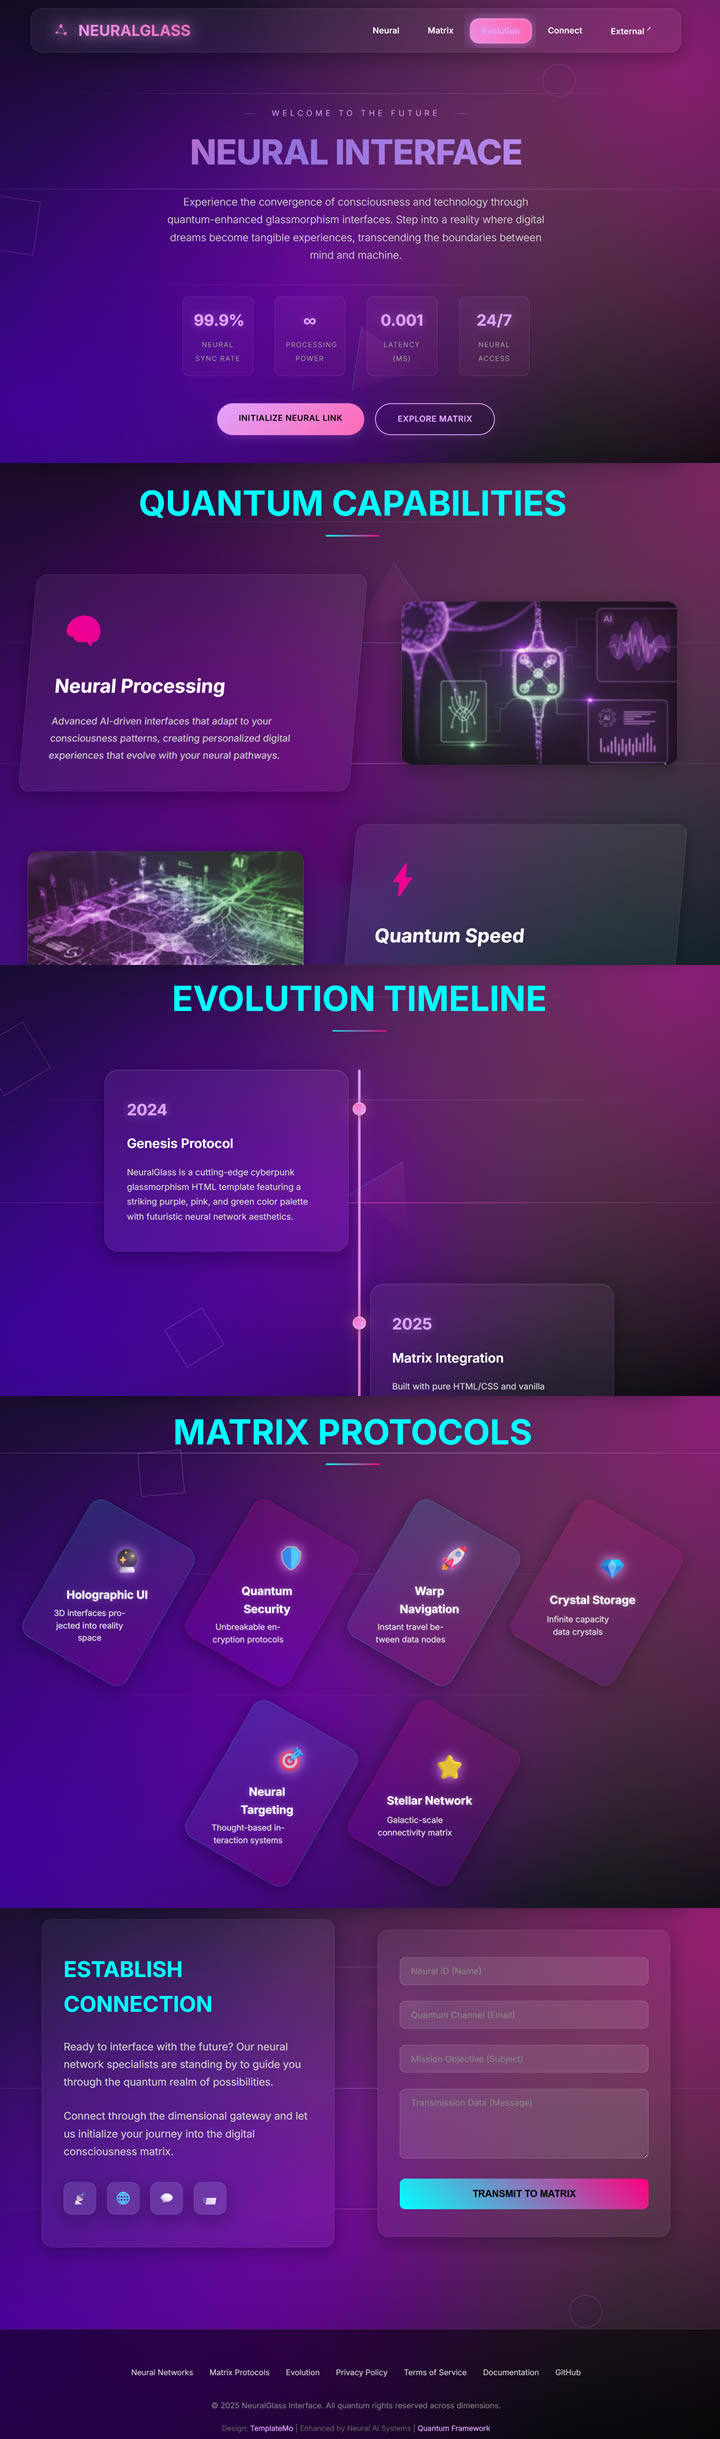 NEURALGLASS
Neural
Matrix
Evolution
Connect
External
WELCOME TO THE FUTURE
NEURAL INTERFACE
Experience the convergence of consciousness and technology through
quantum-enhanced glassmorphism interfaces. Step into a reality where digital
dreams become tangible experiences, transcending the boundaries between
mind and machine.
99.9%
NEURAL
SYNC RATE
∞
PROCESSING
POWER
0.001
LATENCY
(MS)
24/7
NEURAL
ACCESS
INITIALIZE NEURAL LINK
EXPLORE MATRIX
QUANTUM CAPABILITIES
Neural Processing
Advanced AI-driven interfaces that adapt to your
consciousness patterns, creating personalized digital
experiences that evolve with your neural pathways.
AI
AI
AI
AI
Quantum Speed
EVOLUTION TIMELINE
2024
Genesis Protocol
NeuralGlass is a cutting-edge cyberpunk
glassmorphism HTML template featuring a
striking purple, pink, and green color palette
with futuristic neural network aesthetics.
2025
Matrix Integration
Built with pure HTML/CSS and vanilla
MATRIX PROTOCOLS
Holographic UI
3D interfaces pro-
jected into reality
space
Quantum
Security
Unbreakable en-
cryption protocols
Warp
Navigation
Instant travel be-
tween data nodes
Crystal Storage
Infinite capacity
data crystals
Neural
Targeting
Thought-based in-
teraction systems
Stellar Network
Galactic-scale
connectivity matrix
ESTABLISH
CONNECTION
Ready to interface with the future? Our neural
network specialists are standing by to guide you
through the quantum realm of possibilities.
Connect through the dimensional gateway and let
us initialize your journey into the digital
consciousness matrix.
Neural ID (Name)
Quantum Channel (Email)
Mission Objective (Subject)
Transmission Data (Message)
TRANSMIT TO MATRIX
Neural Networks
Matrix Protocols
Evolution
Privacy Policy
Terms of Service
Documentation
GitHub
© 2025 NeuralGlass Interface. All quantum rights reserved across dimensions.
Design: TemplateMo | Enhanced by Neural AI Systems | Quantum Framework